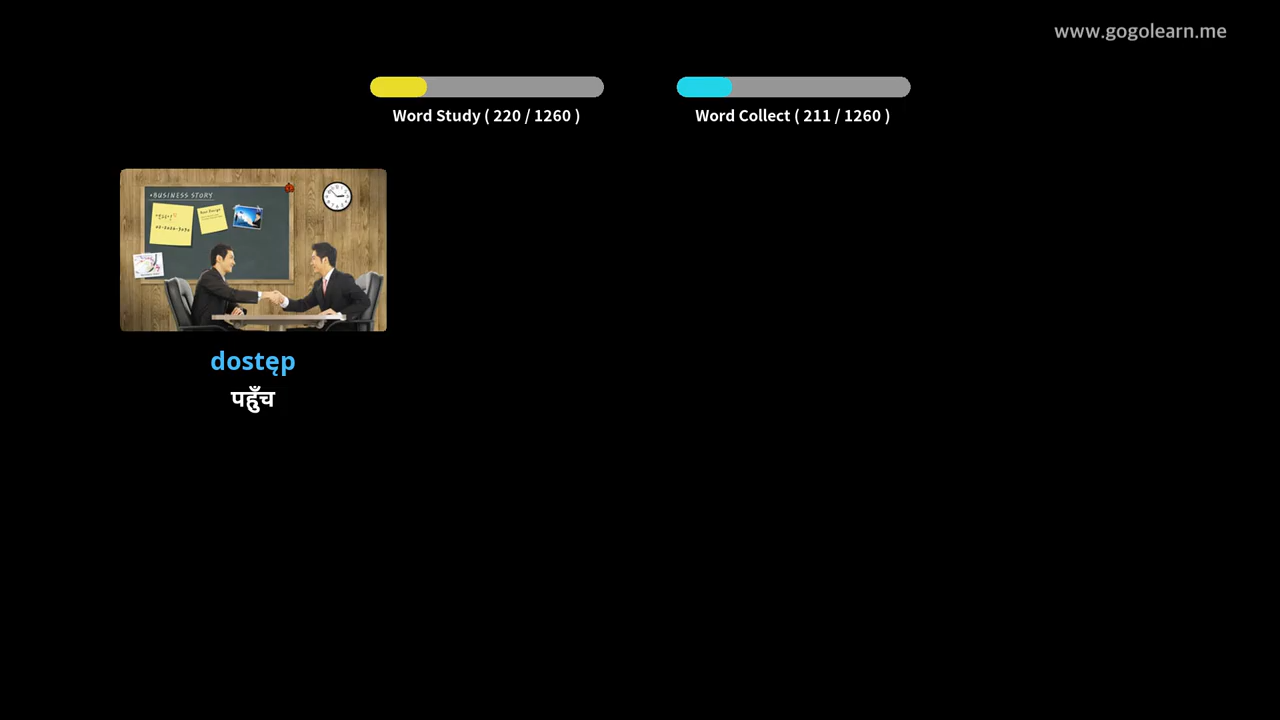 www.gogolearn.me
Word Study ( 220 / 1260 )
Word Collect ( 211 / 1260 )
•BUSINESS STORY
dostęp
पहुँच